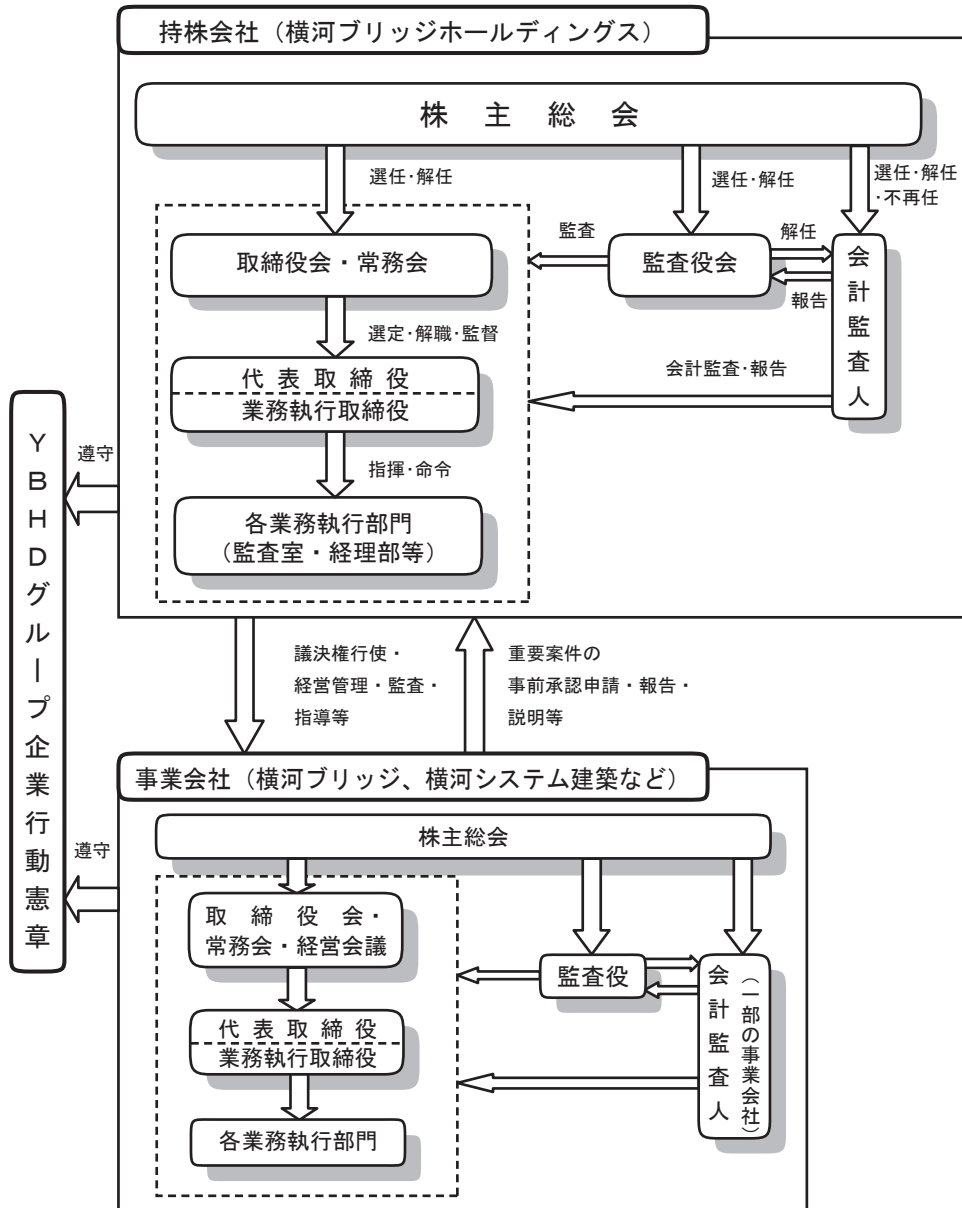 持株会社（横河ブリッジホールディングス）
株主総会
選任・解任
選任・解任
選任・解任
・不再任
取締役会・常務会
監査
監査役会
解任
報告
会計監査人
選定・解職・監督
代表取締役
業務執行取締役
会計監査・報告
指揮・命令
各業務執行部門
（監査室・経理部等）
遵守
YBHDグループ企業行動憲章
議決権行使・
経営管理・監査・
指導等
重要案件の
事前承認申請・報告・
説明等
事業会社（横河ブリッジ、横河システム建築など）
株主総会
遵守
取締役会・
常務会・経営会議
監査役
会計監査人
（一部の事業会社）
代表取締役
業務執行取締役
各業務執行部門